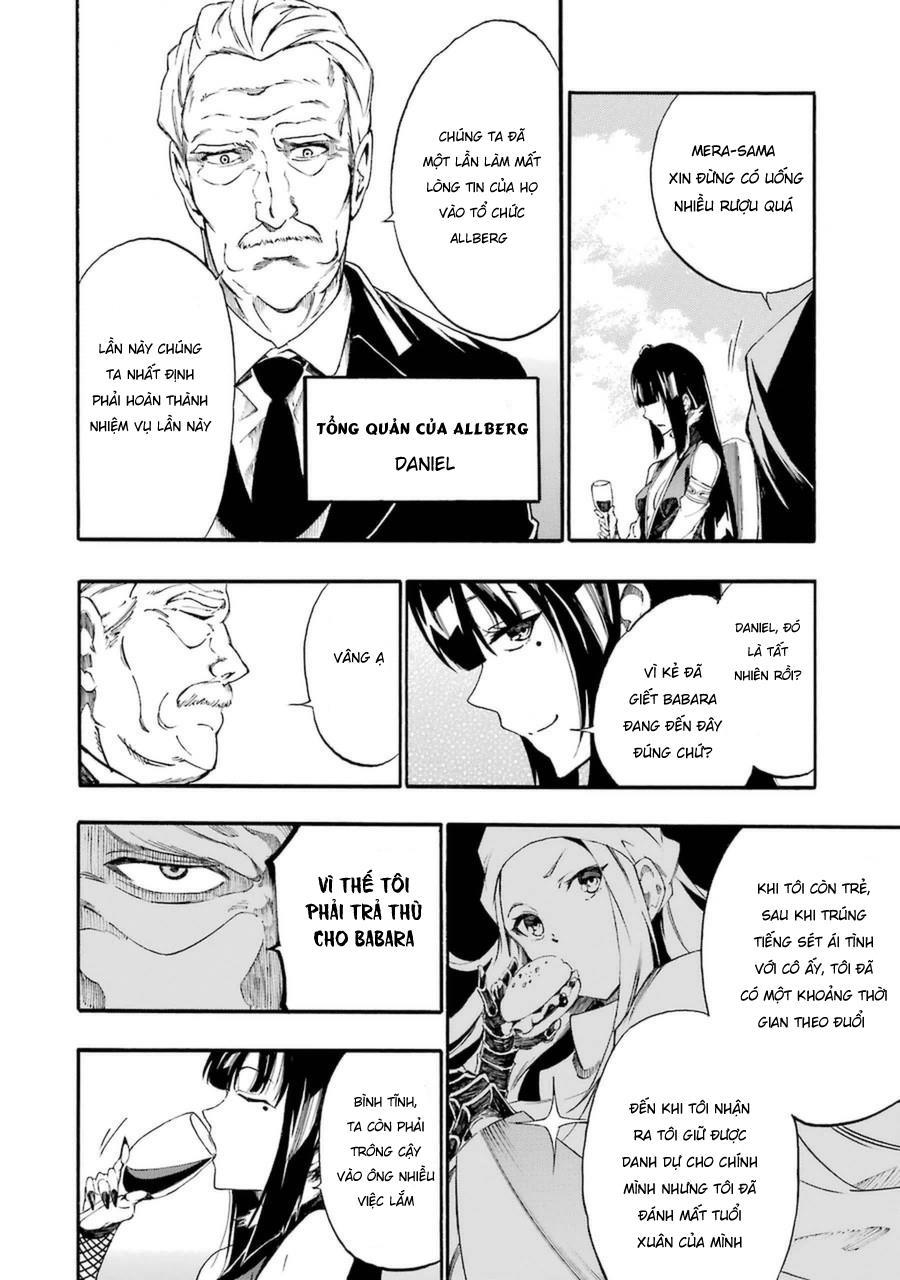 MERA-SAMA
XIN ĐỪNG CÓ UỐNG
NHIỀU RƯỢU QUÁ
CHÚNG TA ĐÃ
MỘT LẦN LÀM MẤT
LÒNG TIN CỦA HỌ
VÀO TỔ CHỨC
ALLBERG
LẦN NÀY CHÚNG
TA NHẤT ĐỊNH
PHẢI HOÀN THÀNH
NHIỆM VỤ LẦN NÀY
TỔNG QUẢN CỦA ALLBERG
DANIEL
DANIEL, ĐÓ
LÀ TẤT
NHIÊN RỒI?
VÌ KẺ ĐÃ
GIẾT BABARA
ĐANG ĐẾN ĐÂY
ĐÚNG CHỨ?
VÂNG Ạ
KHI TÔI CÒN TRẺ,
SAU KHI TRÚNG
TIẾNG SÉT ÁI TÌNH
VỚI CÔ ẤY, TÔI ĐÃ
CÓ MỘT KHOẢNG THỜI
GIAN THEO ĐUỔI
ĐẾN KHI TÔI NHẬN
RA TÔI GIỮ ĐƯỢC
DANH DỰ CHO CHÍNH
MÌNH NHƯNG TÔI ĐÃ
ĐÁNH MẤT TUỔI
XUÂN CỦA MÌNH
VÌ THẾ TÔI
PHẢI TRẢ THÙ
CHO BABARA
BÌNH TĨNH,
TA CÒN PHẢI
TRÔNG CẬY
VÀO ÔNG NHIỀU
VIỆC LẮM